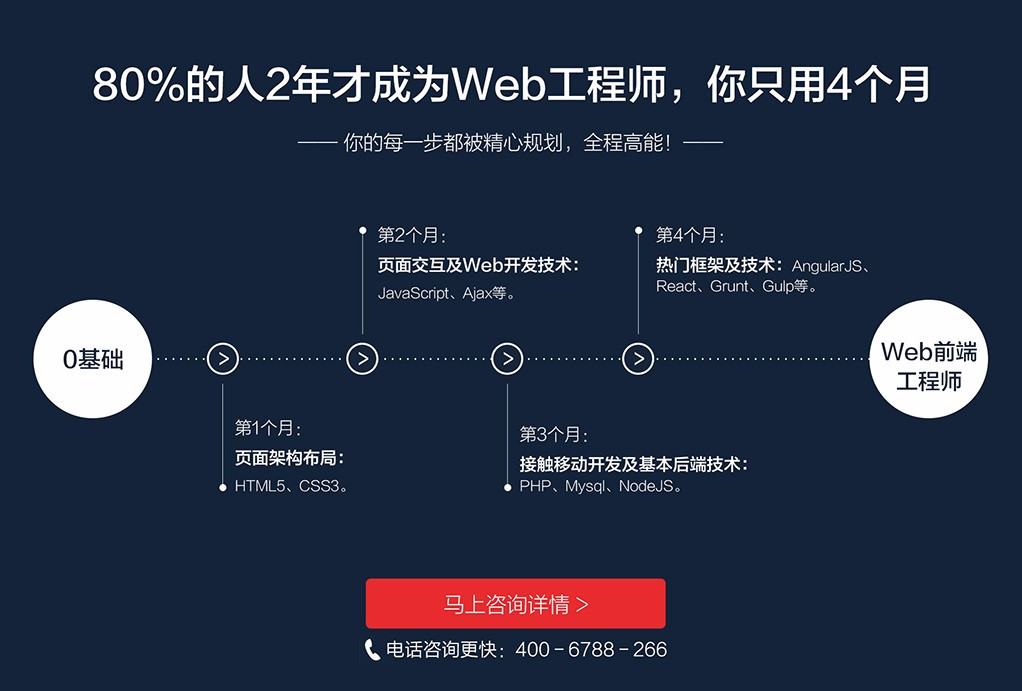 80%的人2年才成为Web工程师，你只用4个月
—— 你的每一步都被精心规划，全程高能！——
0基础
第1个月：
页面架构布局：
HTML5、CSS3。
第2个月：
页面交互及Web开发技术：
JavaScript、Ajax等。
第3个月：
接触移动开发及基本后端技术：
PHP、Mysql、NodeJS。
第4个月：
热门框架及技术：AngularJS、
React、Grunt、Gulp等。
Web前端
工程师
马上咨询详情 >
电话咨询更快：400-6788-266